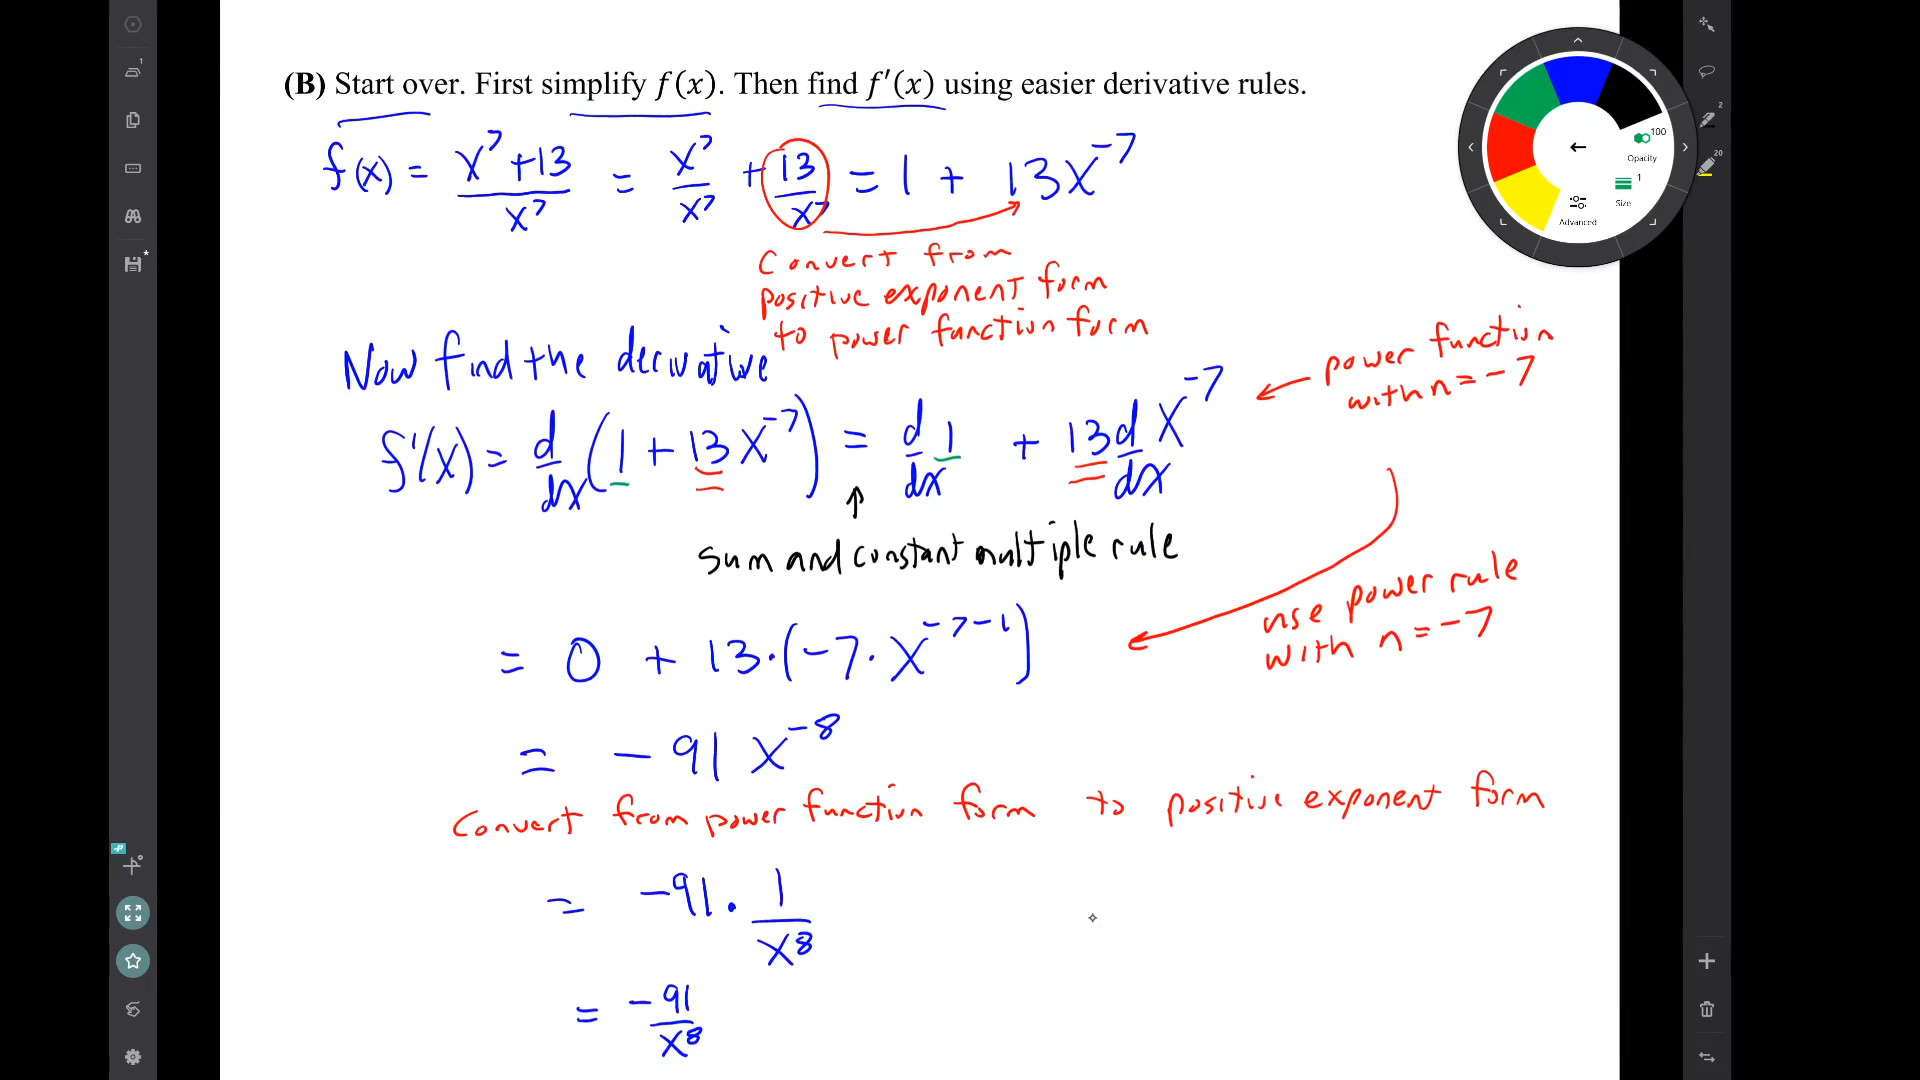 (B) Start over. First simplify f(x). Then find f′(x) using easier derivative rules.
f(x) = (x^7+13)/x^7 = x^7/x^7 + 13/x^7 = 1 + 13x^-7
Convert from
positive exponent form
to power function form
Now find the derivative
power function
with n = -7
f'(x) = d/dx (1 + 13x^-7) = d/dx 1 + 13 d/dx x^-7
sum and constant multiple rule
use power rule
with n = -7
= 0 + 13·(-7·x^-7-1)
= -91 x^-8
Convert from power function form to positive exponent form
= -91 · 1/x^8
= -91/x^8
100
Opacity
1
Size
Advanced
1
2
20